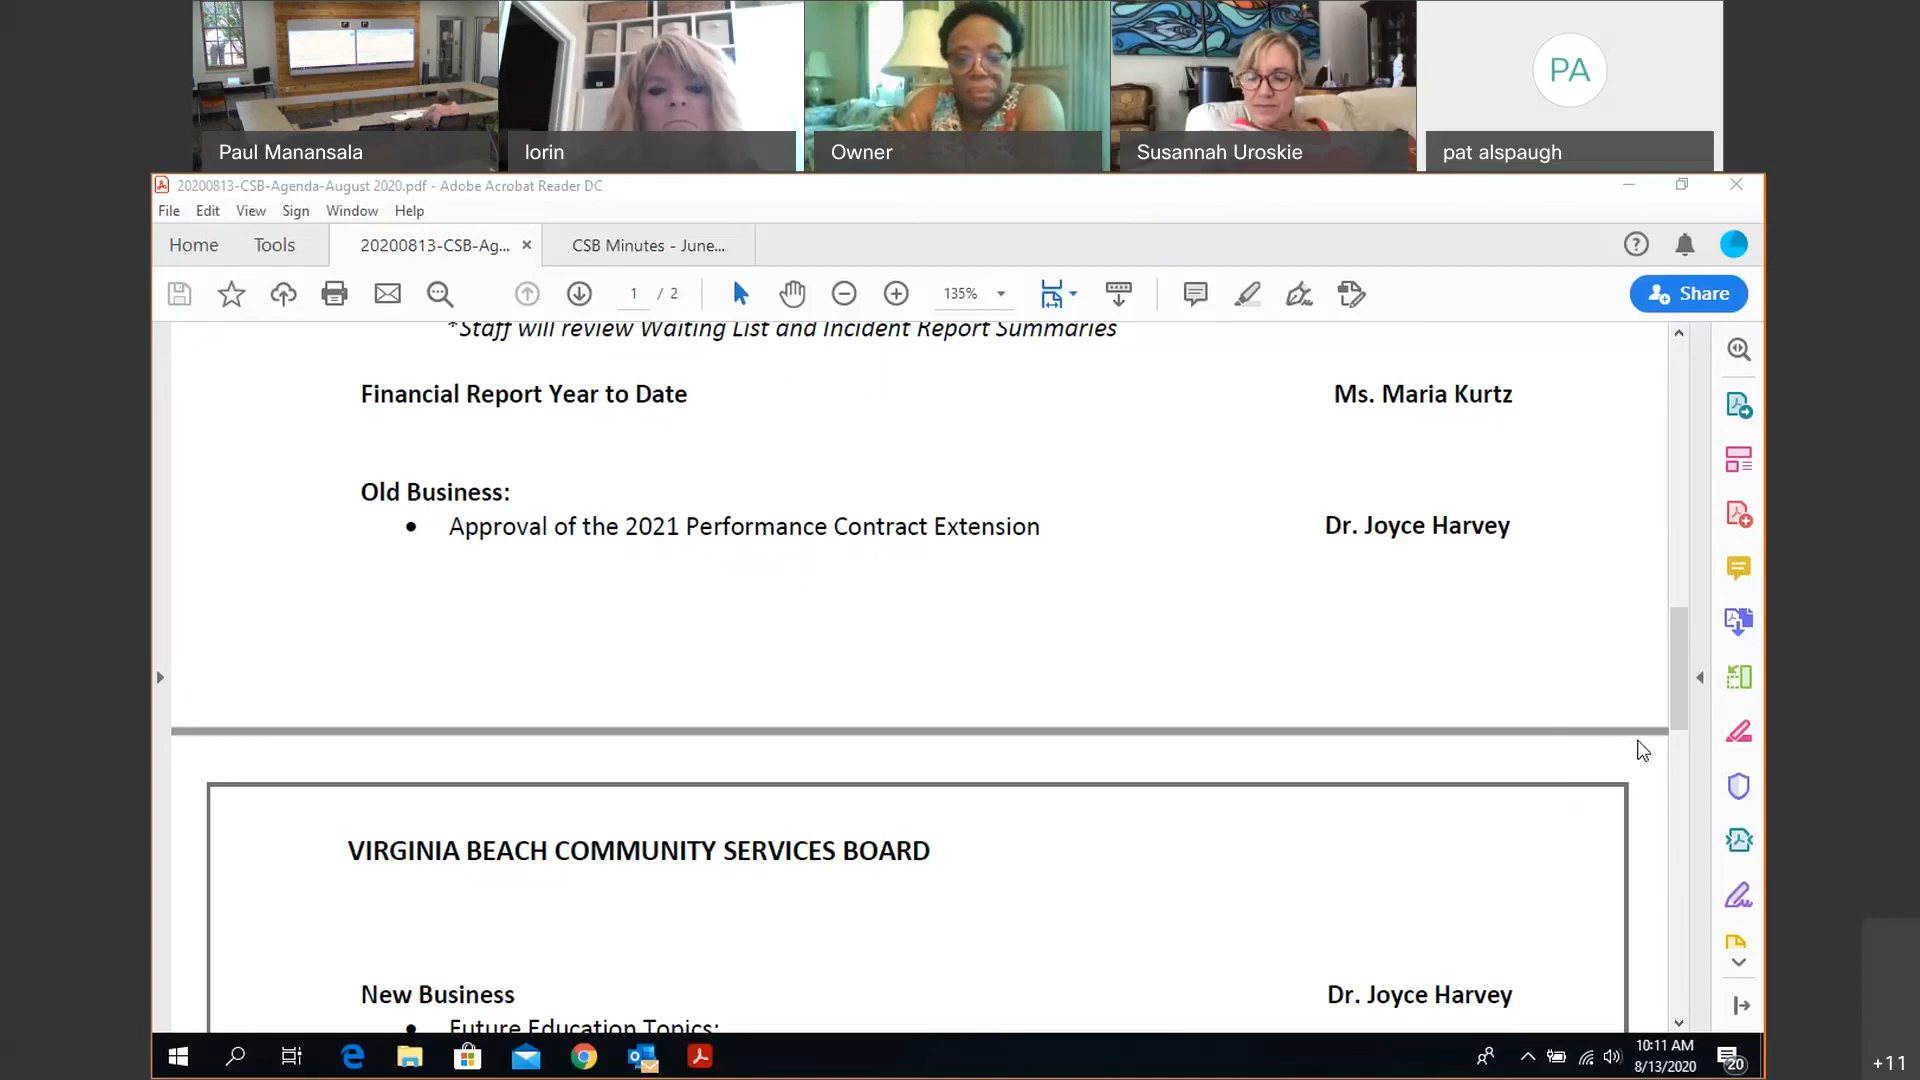 PA
Paul Manansala
lorin
Owner
Susannah Uroskie
pat alspaugh
20200813-CSB-Agenda-August 2020.pdf - Adobe Acrobat Reader DC
File Edit View Sign Window Help
Home Tools 20200813-CSB-Ag... × CSB Minutes - June...
1 / 2 135% Share
*Staff will review Waiting List and Incident Report Summaries
Financial Report Year to Date Ms. Maria Kurtz
Old Business:
• Approval of the 2021 Performance Contract Extension Dr. Joyce Harvey
VIRGINIA BEACH COMMUNITY SERVICES BOARD
New Business Dr. Joyce Harvey
• Future Education Topics:
10:11 AM
8/13/2020
20
+11